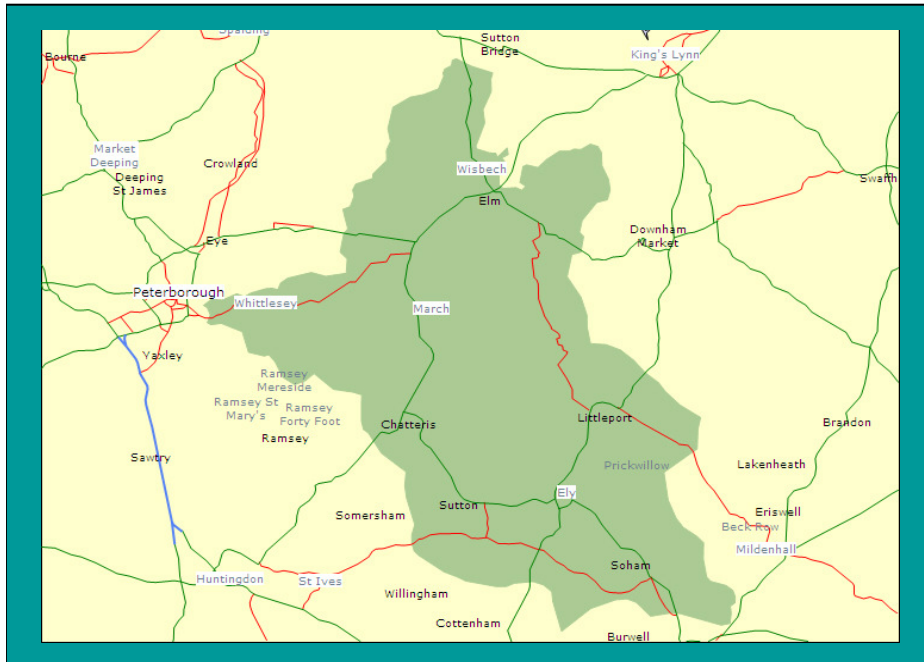 Spalding
Sutton
Bridge
King's Lynn
Bourne
Market
Deeping
Deeping
St James
Crowland
Wisbech
Swaffh
Elm
Downham
Market
Eye
Peterborough
Whittlesey
March
Yaxley
Ramsey
Mereside
Ramsey St
Mary's
Ramsey
Forty Foot
Ramsey
Chatteris
Littleport
Brandon
Sawtry
Prickwillow
Lakenheath
Ely
Sutton
Somersham
Eriswell
Beck Row
Mildenhall
Huntingdon
St Ives
Soham
Willingham
Cottenham
Burwell